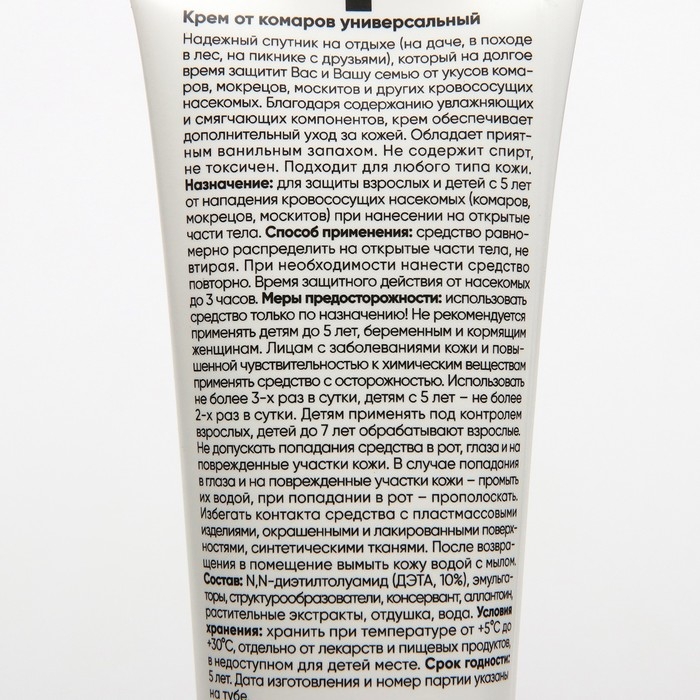 Крем от комаров универсальный
Надежный спутник на отдыхе (на даче, в походе
в лес, на пикнике с друзьями), который на долгое
время защитит Вас и Вашу семью от укусов кома-
ров, мокрецов, москитов и других кровососущих
насекомых. Благодаря содержанию увлажняющих
и смягчающих компонентов, крем обеспечивает
дополнительный уход за кожей. Обладает прият-
ным ванильным запахом. Не содержит спирт,
не токсичен. Подходит для любого типа кожи.
Назначение: для защиты взрослых и детей с 5 лет
от нападения кровососущих насекомых (комаров,
мокрецов, москитов) при нанесении на открытые
части тела. Способ применения: средство равно-
мерно распределить на открытые части тела, не
втирая. При необходимости нанести средство
повторно. Время защитного действия от насекомых
до 3 часов. Меры предосторожности: использовать
средство только по назначению! Не рекомендуется
применять детям до 5 лет, беременным и кормящим
женщинам. Лицам с заболеваниями кожи и повы-
шенной чувствительностью к химическим веществам
применять средство с осторожностью. Использовать
не более 3-х раз в сутки, детям с 5 лет – не более
2-х раз в сутки. Детям применять под контролем
взрослых, детей до 7 лет обрабатывают взрослые.
Не допускать попадания средства в рот, глаза и на
поврежденные участки кожи. В случае попадания
в глаза и на поврежденные участки кожи – промыть
их водой, при попадании в рот – прополоскать.
Избегать контакта средства с пластмассовыми
изделиями, окрашенными и лакированными поверх-
ностями, синтетическими тканями. После возвра-
щения в помещение вымыть кожу водой с мылом.
Состав: N,N-диэтилтолуамид (ДЭТА, 10%), эмульга-
торы, структурообразователи, консервант, аллантоин,
растительные экстракты, отдушка, вода. Условия
хранения: хранить при температуре от +5°С до
+30°С, отдельно от лекарств и пищевых продуктов,
в недоступном для детей месте. Срок годности:
5 лет. Дата изготовления и номер партии указаны
на тубе.